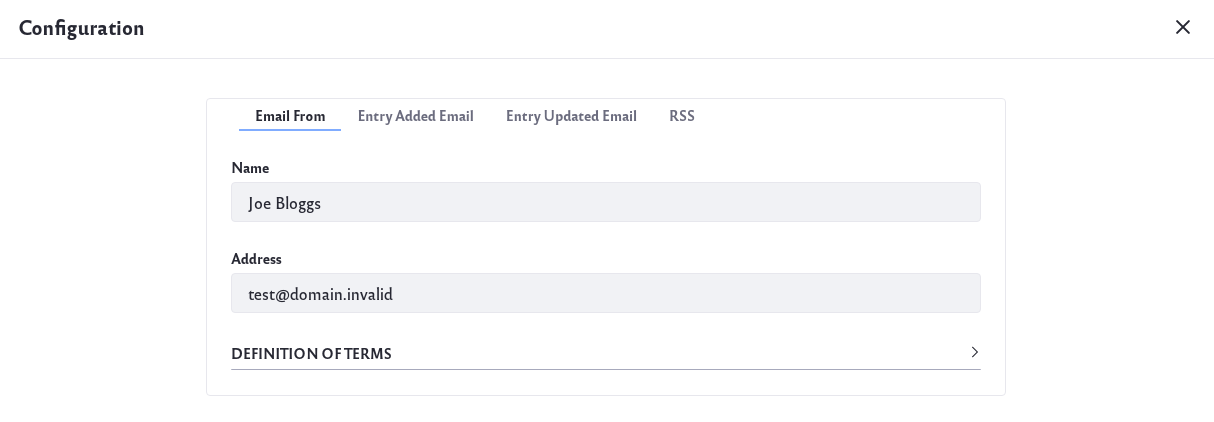 Configuration
Email From Entry Added Email Entry Updated Email RSS
Name
Joe Bloggs
Address
test@domain.invalid
DEFINITION OF TERMS